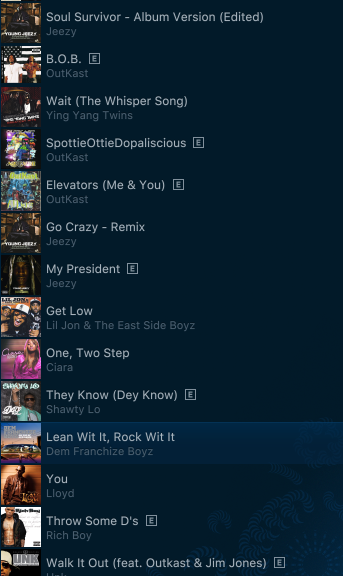 Soul Survivor - Album Version (Edited)
Jeezy
B.O.B. E
OutKast
Wait (The Whisper Song)
Ying Yang Twins
SpottieOttieDopaliscious E
OutKast
Elevators (Me & You) E
OutKast
Go Crazy - Remix
Jeezy
My President E
Jeezy
Get Low
Lil Jon & The East Side Boyz
One, Two Step
Ciara
They Know (Dey Know) E
Shawty Lo
Lean Wit It, Rock Wit It
Dem Franchize Boyz
You
Lloyd
Throw Some D's E
Rich Boy
Walk It Out (feat. Outkast & Jim Jones) E
Unk